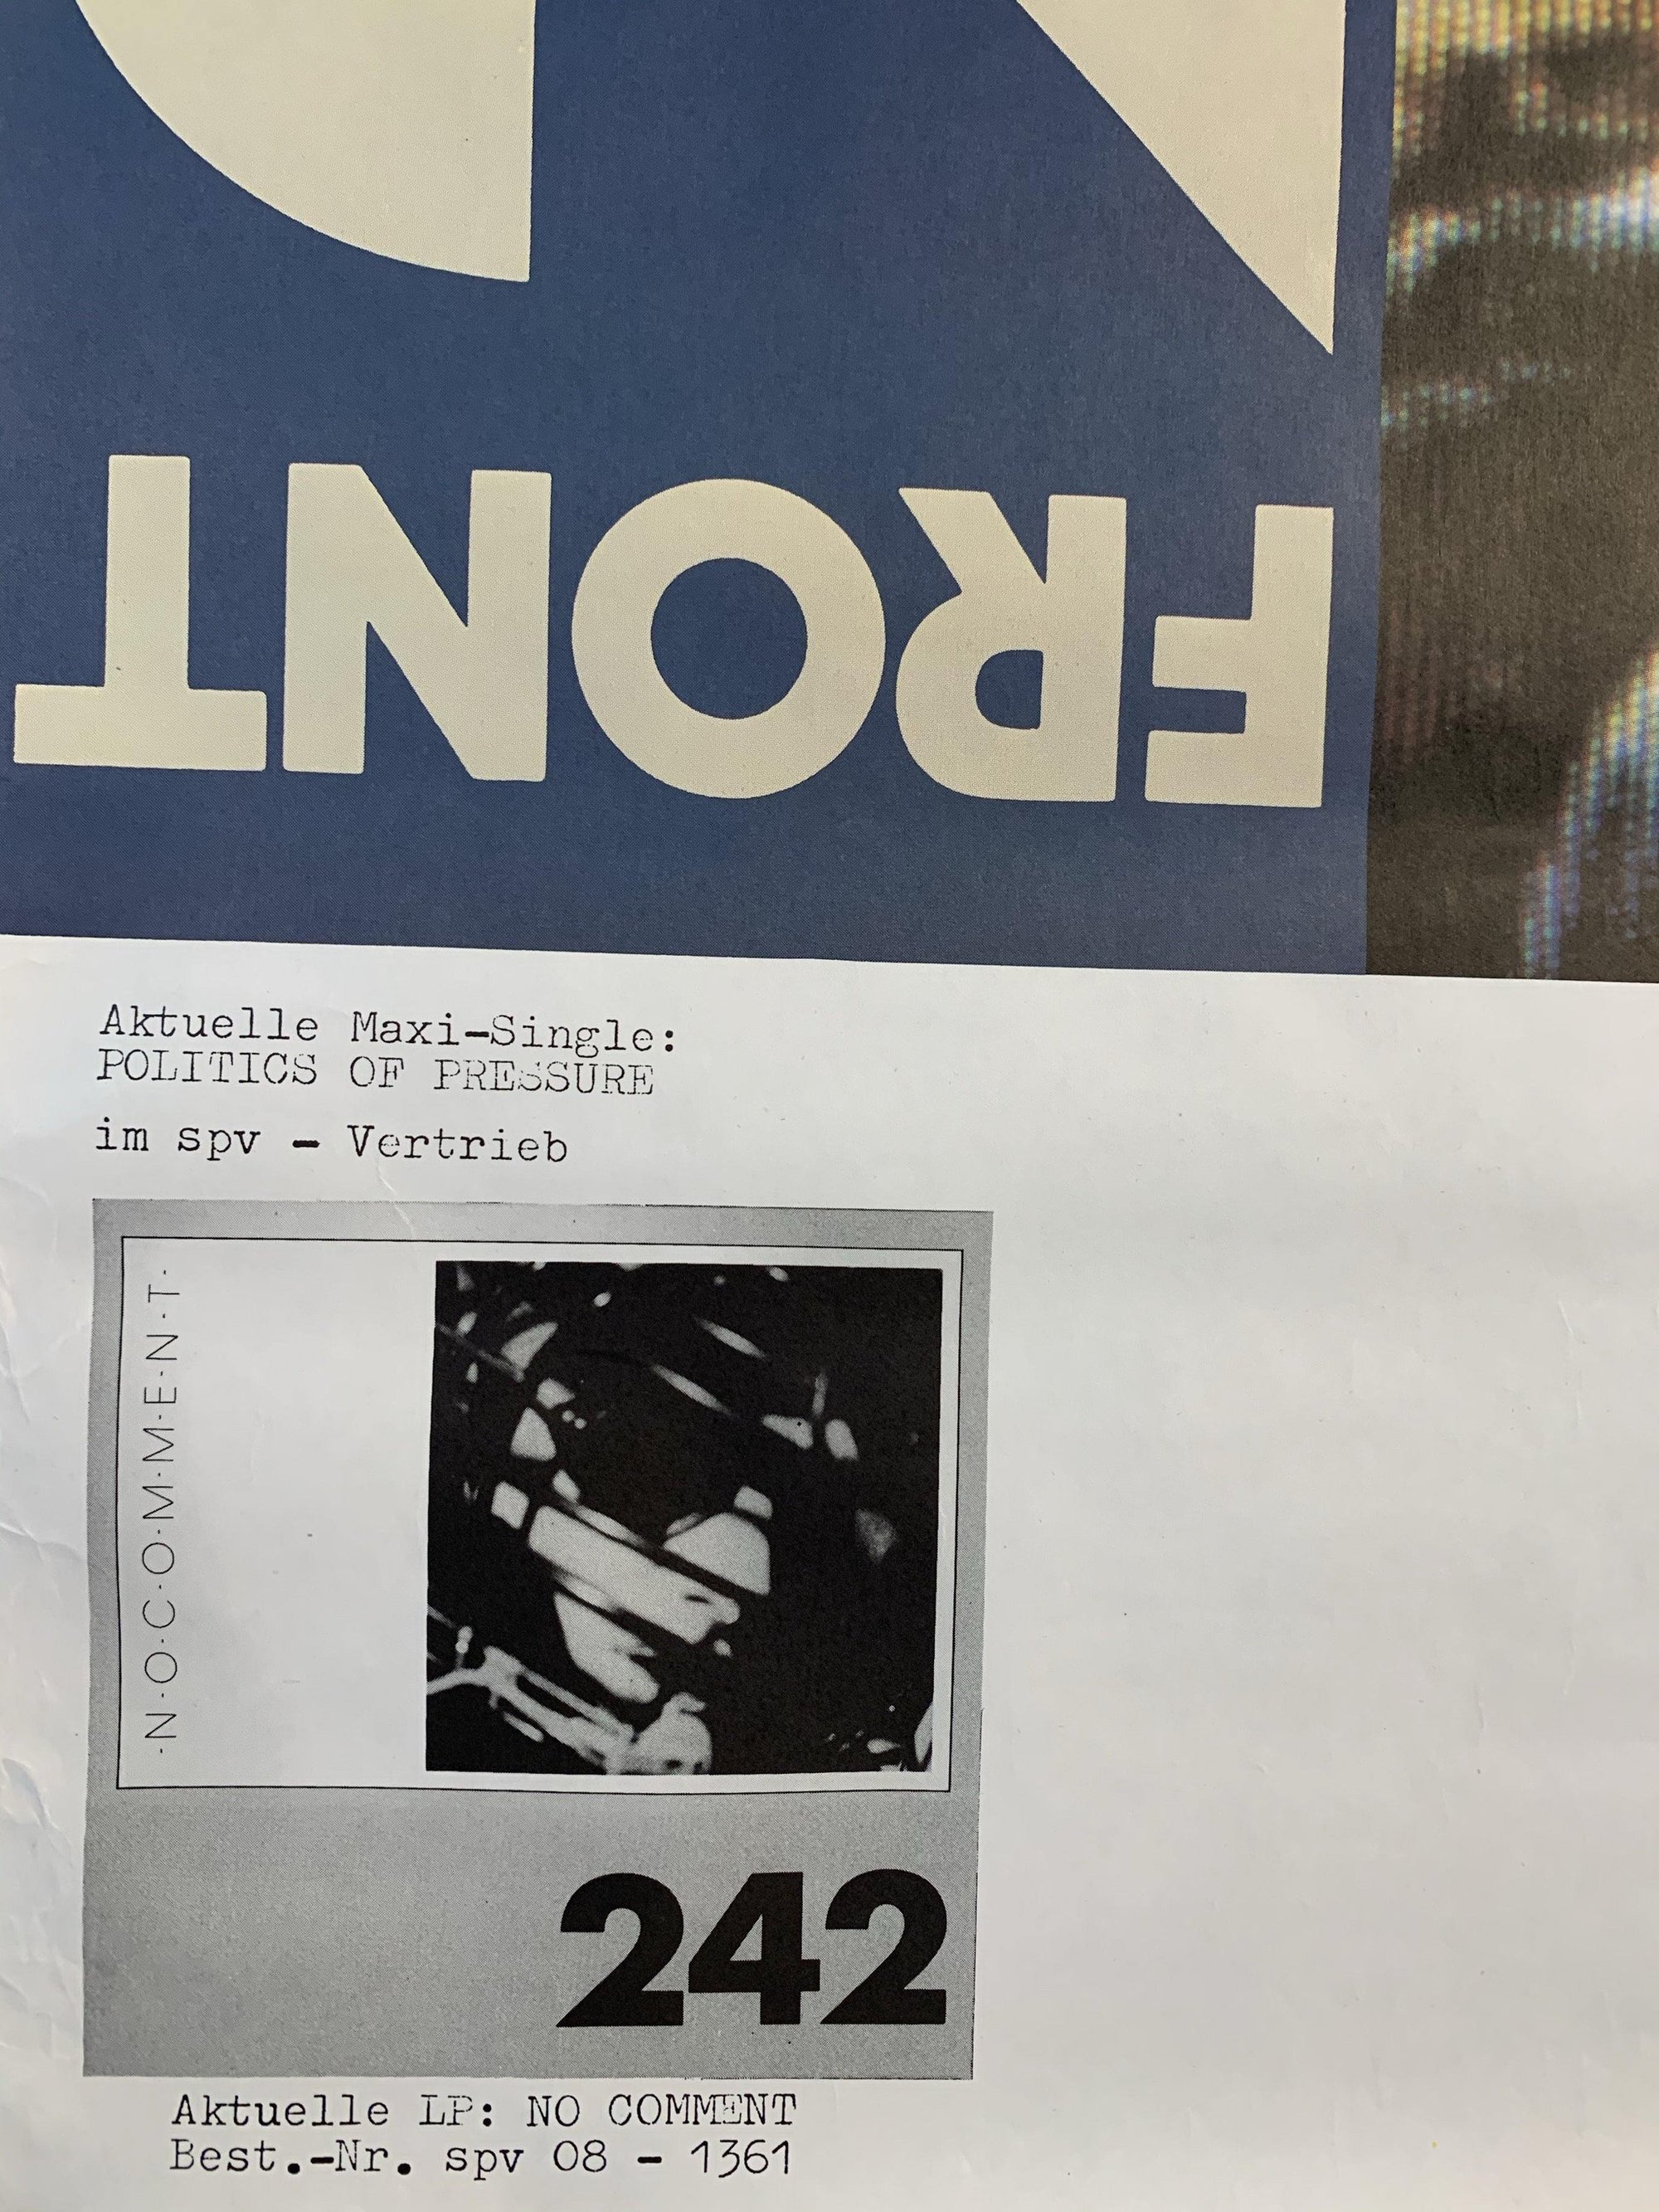 FRONT
Aktuelle Maxi-Single:
POLITICS OF PRESSURE
im spv - Vertrieb
·N·O·C·O·M·M·E·N·T·
242
Aktuelle LP: NO COMMENT
Best.-Nr. spv 08 - 1361